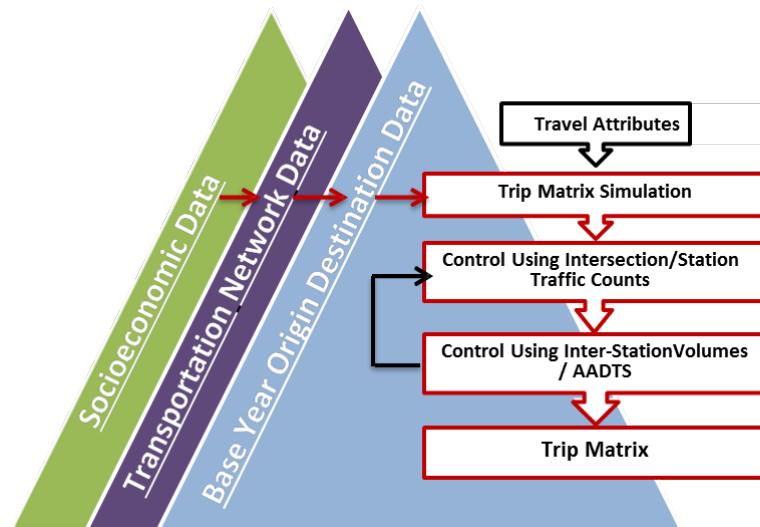 Socioeconomic Data
Transportation Network Data
Base Year Origin Destination Data
Travel Attributes
Trip Matrix Simulation
Control Using Intersection/Station
Traffic Counts
Control Using Inter-StationVolumes
/ AADTS
Trip Matrix